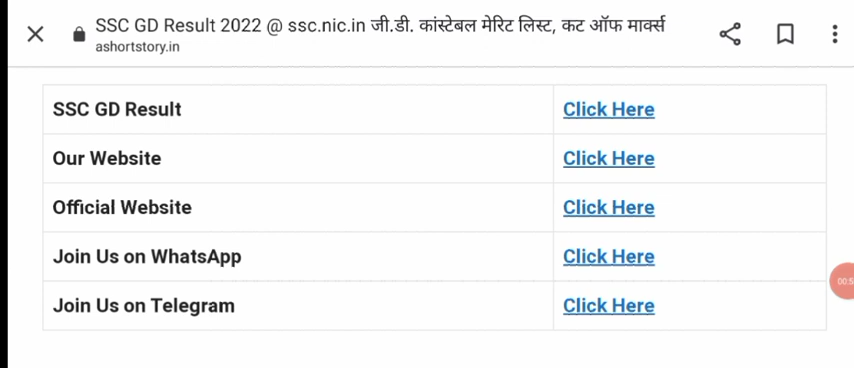 SSC GD Result 2022 @ ssc.nic.in जी.डी. कांस्टेबल मेरिट लिस्ट, कट ऑफ मार्क्स
ashortstory.in
SSC GD Result Click Here
Our Website Click Here
Official Website Click Here
Join Us on WhatsApp Click Here
Join Us on Telegram Click Here